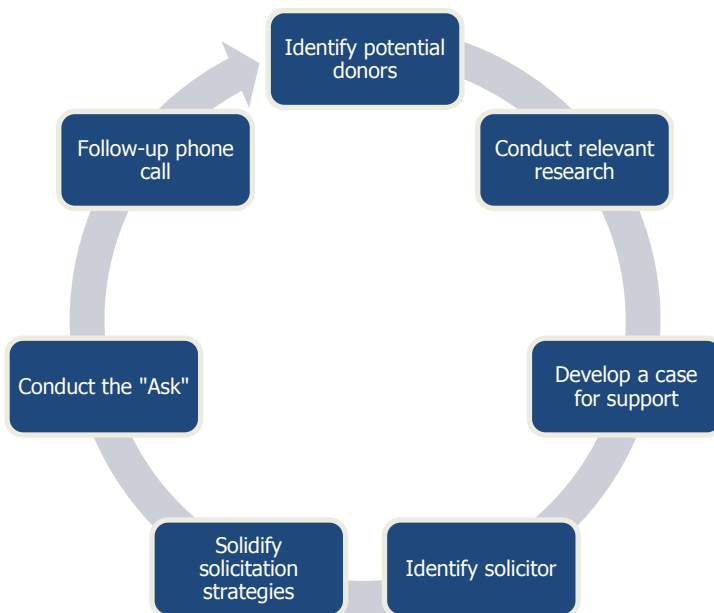 Identify potential
donors
Conduct relevant
research
Develop a case
for support
Identify solicitor
Solidify
solicitation
strategies
Conduct the "Ask"
Follow-up phone
call